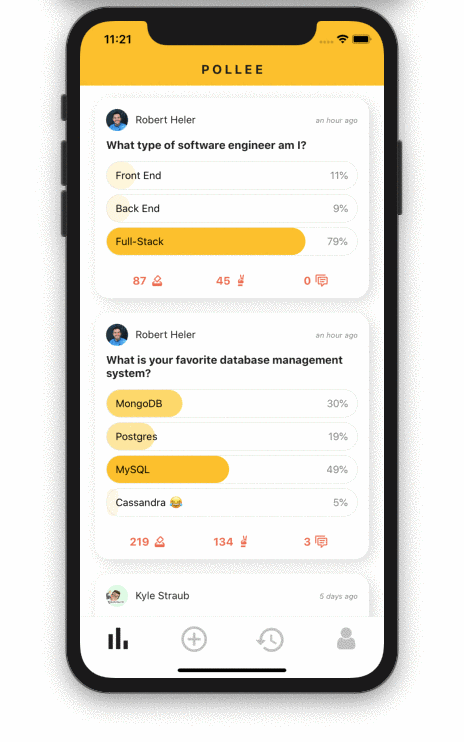 11:21
POLLEE
Robert Heler
an hour ago
What type of software engineer am I?
Front End 11%
Back End 9%
Full-Stack 79%
87 45 0
Robert Heler
an hour ago
What is your favorite database management
system?
MongoDB 30%
Postgres 19%
MySQL 49%
Cassandra 😂 5%
219 134 3
Kyle Straub
5 days ago